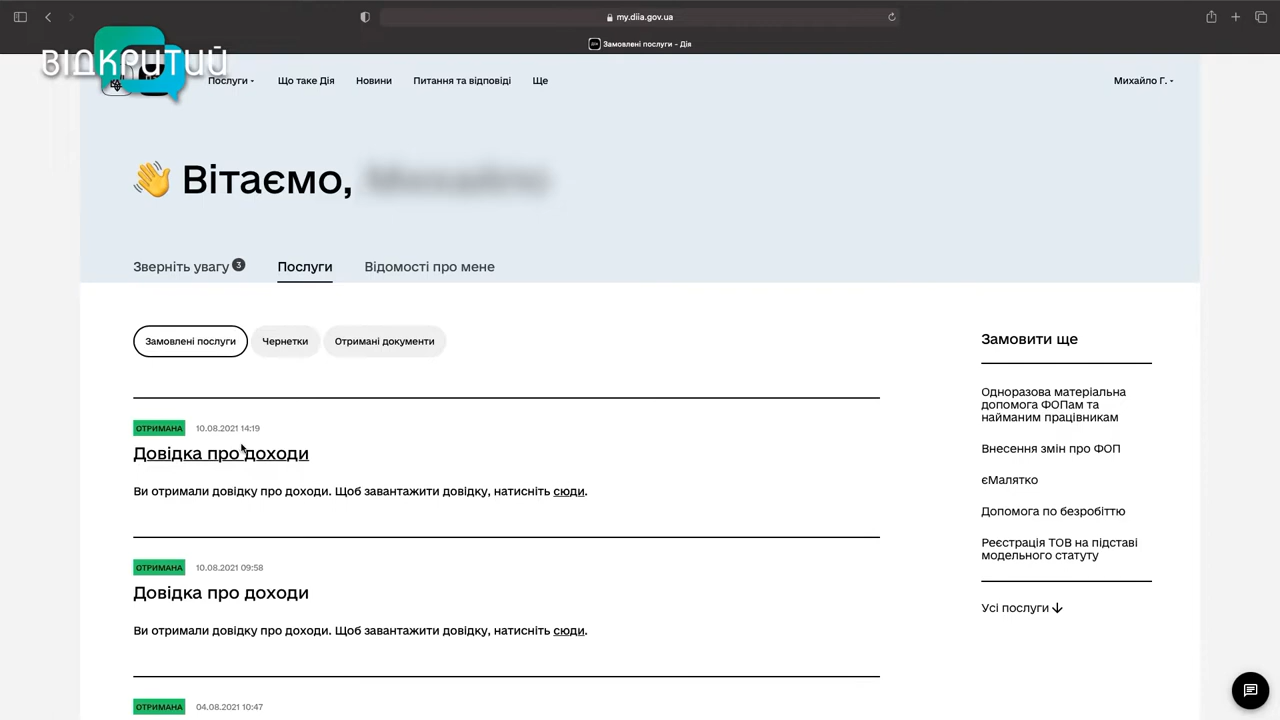 my.diia.gov.ua
Замовлені послуги – Дія
ВІДКРИТИЙ
Послуги
Що таке Дія
Новини
Питання та відповіді
Ще
Михайло Г.
Вітаємо,
Зверніть увагу 3
Послуги
Відомості про мене
Замовлені послуги
Чернетки
Отримані документи
Замовити ще
Одноразова матеріальна
допомога ФОПам та
найманим працівникам
Внесення змін про ФОП
єМалятко
Допомога по безробіттю
Реєстрація ТОВ на підставі
модельного статуту
Усі послуги
ОТРИМАНА 10.08.2021 14:19
Довідка про доходи
Ви отримали довідку про доходи. Щоб завантажити довідку, натисніть сюди.
ОТРИМАНА 10.08.2021 09:58
Довідка про доходи
Ви отримали довідку про доходи. Щоб завантажити довідку, натисніть сюди.
ОТРИМАНА 04.08.2021 10:47